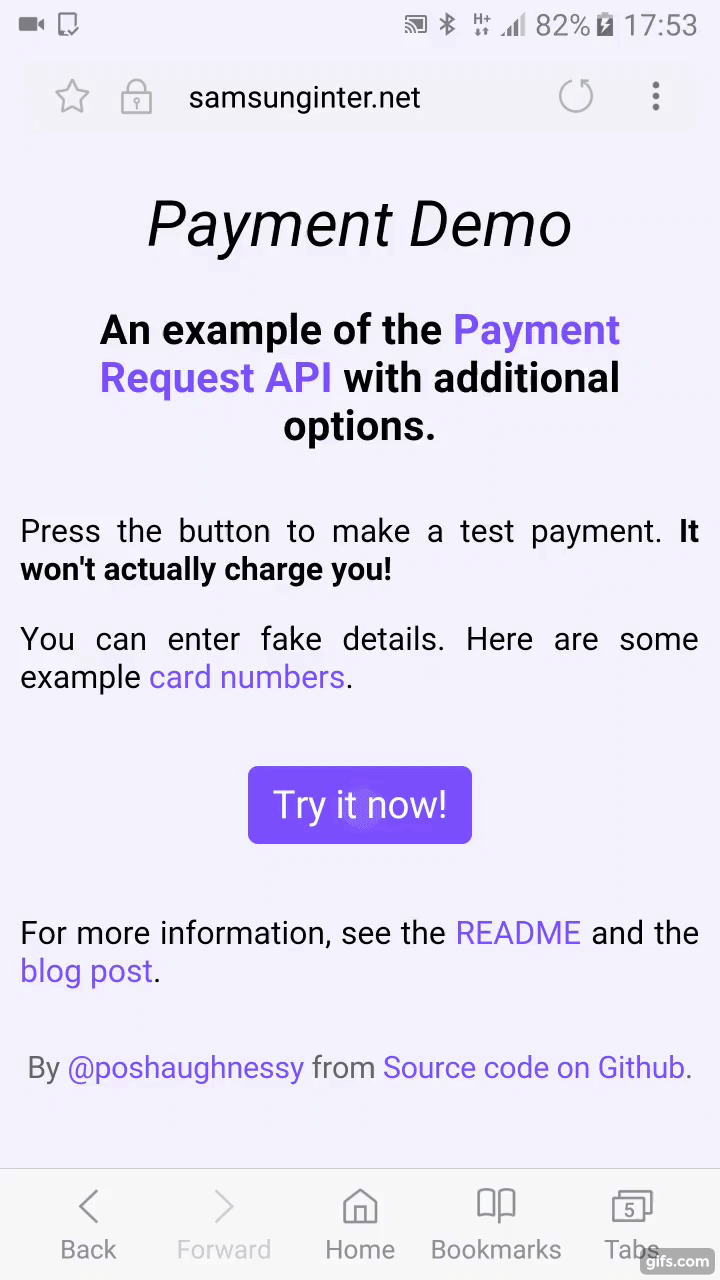 H+ 82% 17:53
samsunginter.net
Payment Demo
An example of the Payment
Request API with additional
options.
Press the button to make a test payment. It
won't actually charge you!
You can enter fake details. Here are some
example card numbers.
Try it now!
For more information, see the README and the
blog post.
By @poshaughnessy from Source code on Github.
5
Back Forward Home Bookmarks Tabs
gifs.com